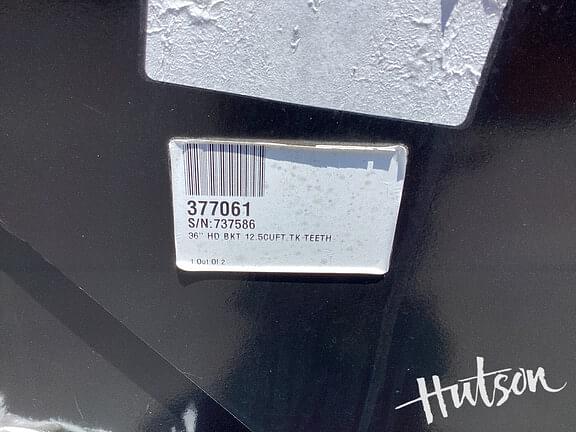 377061
S/N:737586
36" HD BKT 12.5CUFT.TK TEETH
1 Out Of 2
Hutson